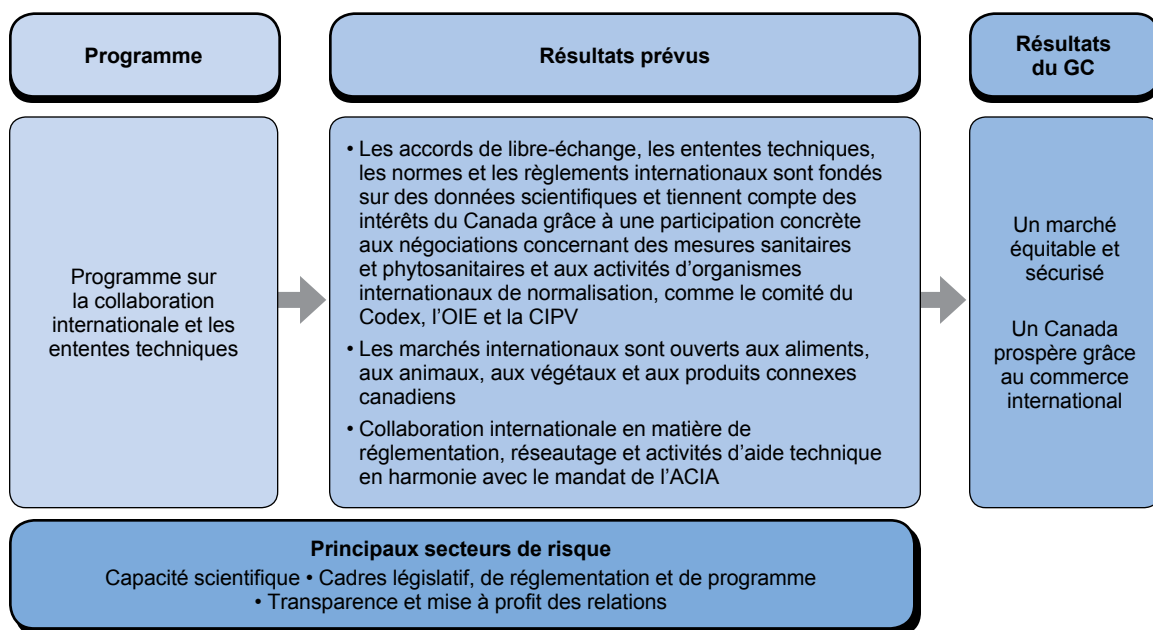 Programme
Résultats prévus
Résultats
du GC
Programme sur
la collaboration
internationale et les
ententes techniques
• Les accords de libre-échange, les ententes techniques,
les normes et les règlements internationaux sont fondés
sur des données scientifiques et tiennent compte des
intérêts du Canada grâce à une participation concrète
aux négociations concernant des mesures sanitaires
et phytosanitaires et aux activités d’organismes
internationaux de normalisation, comme le comité du
Codex, l’OIE et la CIPV
• Les marchés internationaux sont ouverts aux aliments,
aux animaux, aux végétaux et aux produits connexes
canadiens
• Collaboration internationale en matière de
réglementation, réseautage et activités d’aide technique
en harmonie avec le mandat de l’ACIA
Un marché
équitable et
sécurisé
Un Canada
prospère grâce
au commerce
international
Principaux secteurs de risque
Capacité scientifique • Cadres législatif, de réglementation et de programme
• Transparence et mise à profit des relations